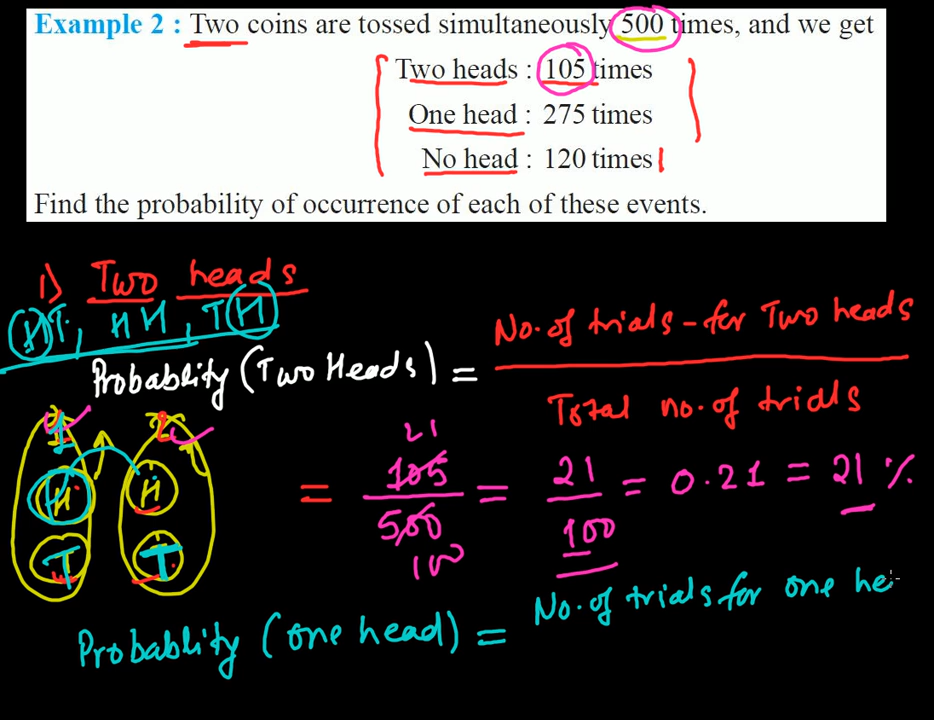 Example 2 : Two coins are tossed simultaneously 500 times, and we get
Two heads : 105 times
One head : 275 times
No head : 120 times
Find the probability of occurrence of each of these events.
1) Two heads
HT, HH, TH
Probablity (Two Heads) = No. of trials - for Two heads
Total no. of trials
1 2
H H
T T
21
= 105 = 21 = 0.21 = 21 %
500 100
100
Probablity (one head) = No. of trials for one he